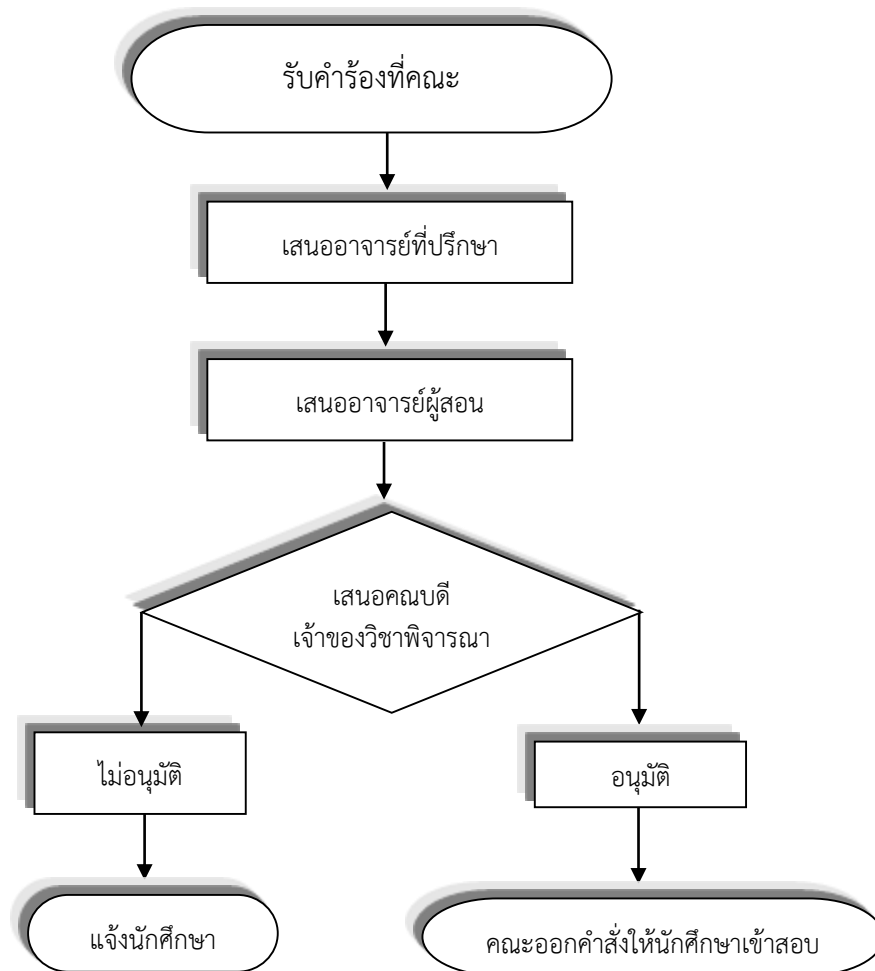 รับคำร้องที่คณะ
เสนออาจารย์ที่ปรึกษา
เสนออาจารย์ผู้สอน
เสนอคณบดี
เจ้าของวิชาพิจารณา
ไม่อนุมัติ
อนุมัติ
แจ้งนักศึกษา
คณะออกคำสั่งให้นักศึกษาเข้าสอบ